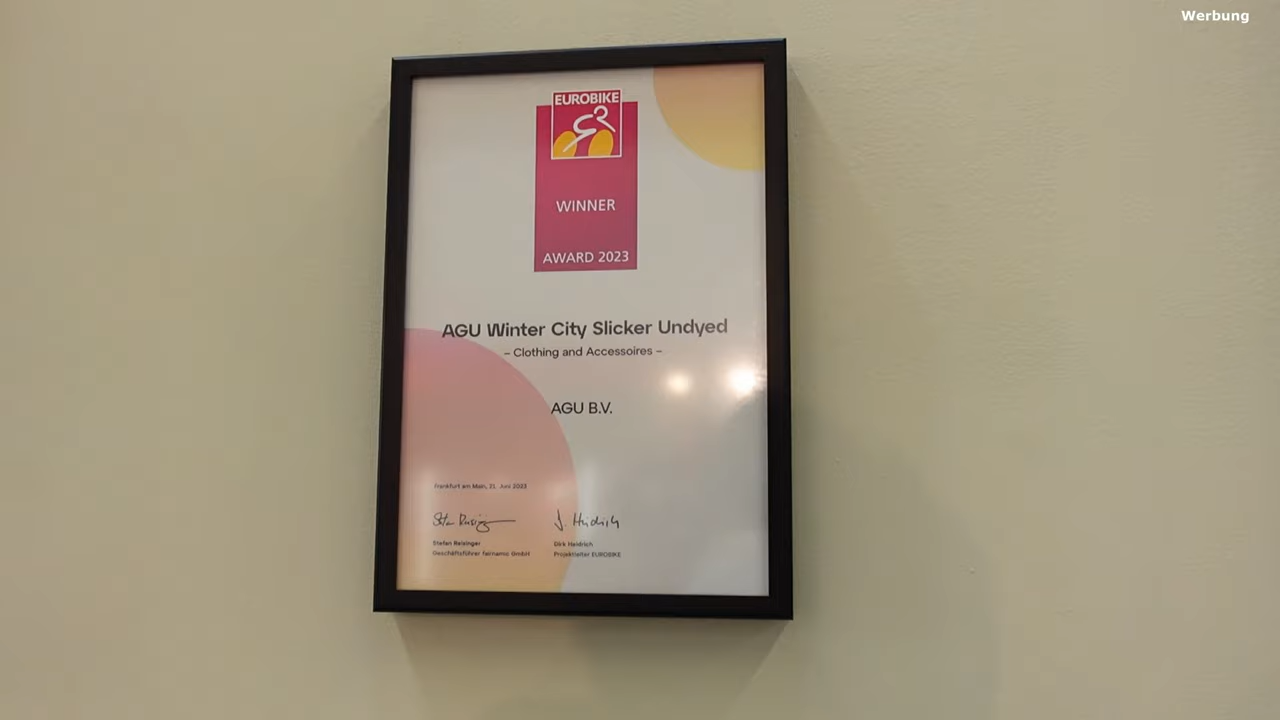 Werbung
EUROBIKE
WINNER
AWARD 2023
AGU Winter City Slicker Undyed
– Clothing and Accessoires –
AGU B.V.
Frankfurt am Main, 21. Juni 2023
Stefan Reisinger
Geschäftsführer fairnamic GmbH
Dirk Heidrich
Projektleiter EUROBIKE